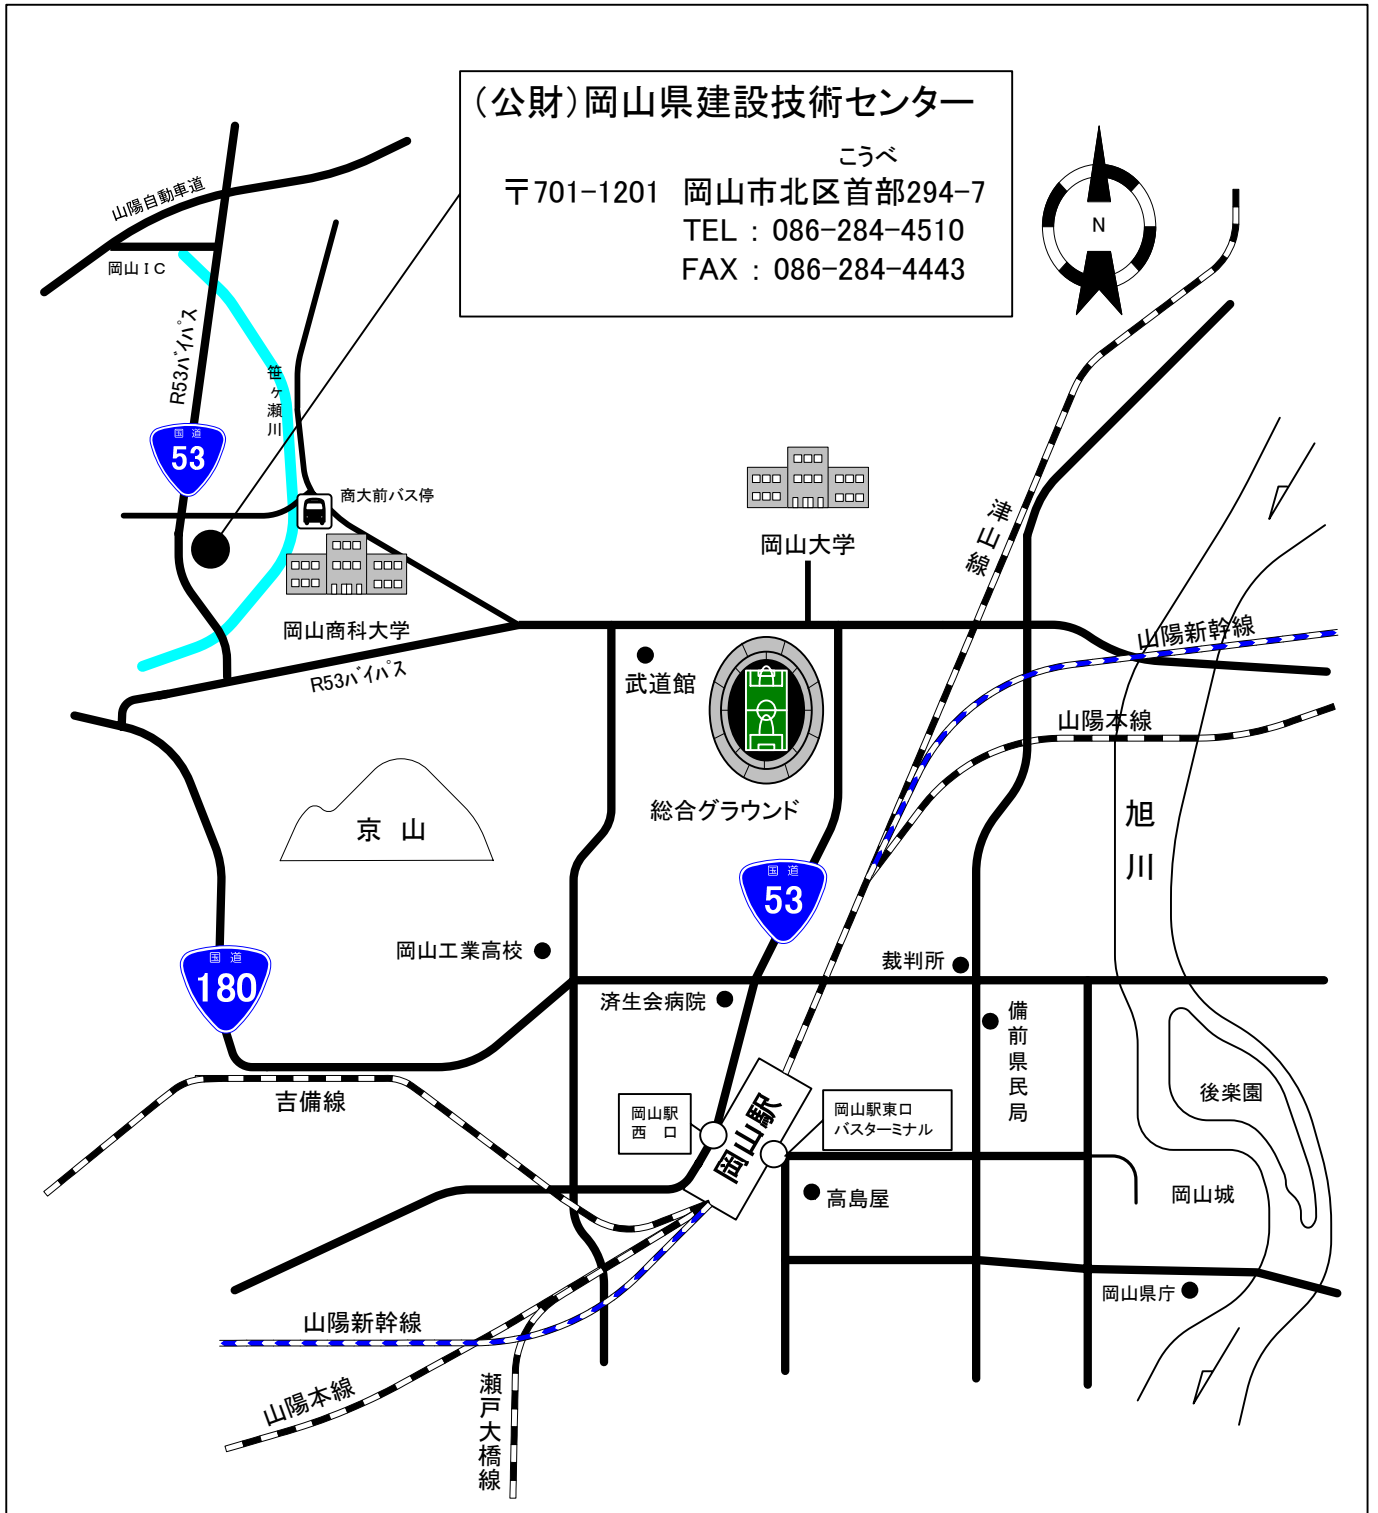 （公財）岡山県建設技術センター
こうべ
〒701-1201 岡山市北区首部294-7
TEL : 086-284-4510
FAX : 086-284-4443
N
山陽自動車道
岡山IC
R53バイパス
笹ヶ瀬川
国道
53
商大前バス停
岡山商科大学
R53バイパス
岡山大学
津山線
武道館
総合グラウンド
山陽新幹線
山陽本線
旭川
京山
国道
53
岡山工業高校
国道
180
済生会病院
裁判所
備前県民局
後楽園
吉備線
岡山駅
西口
岡山駅
岡山駅東口
バスターミナル
高島屋
岡山城
岡山県庁
山陽新幹線
山陽本線
瀬戸大橋線